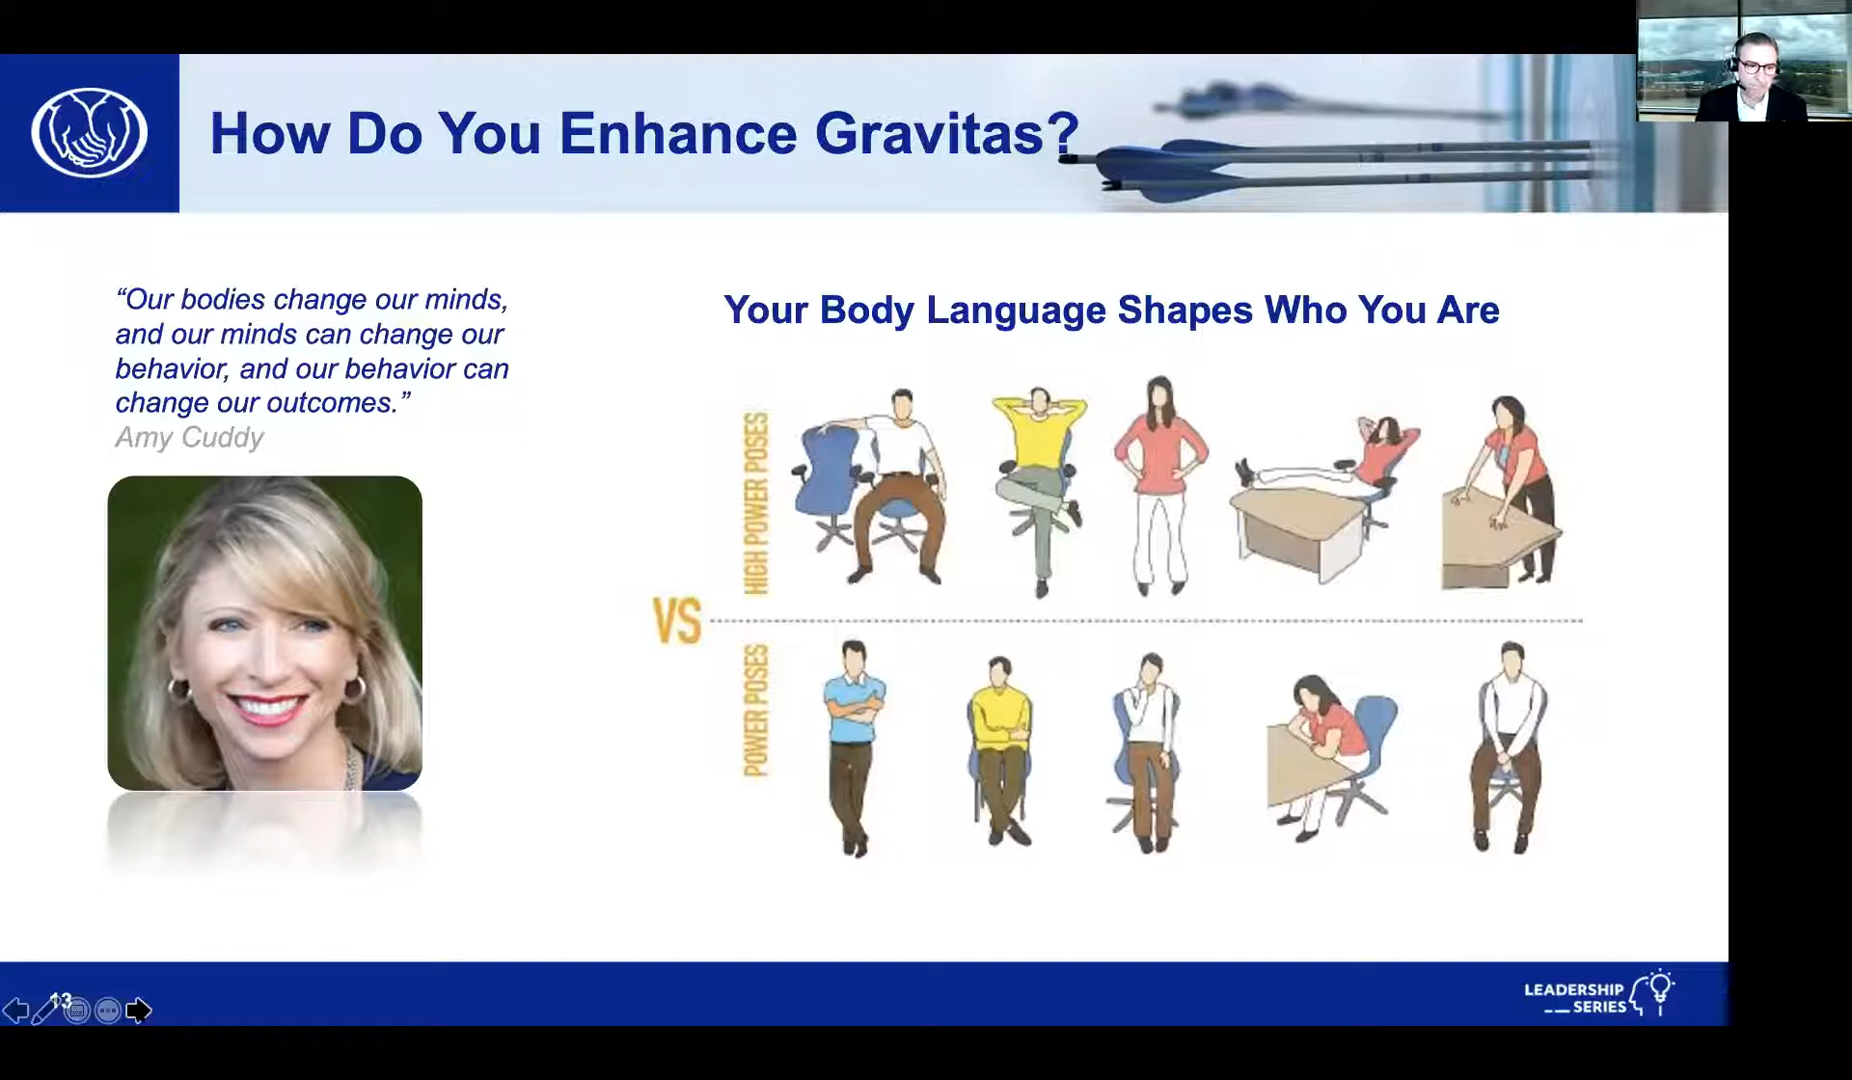 How Do You Enhance Gravitas?
“Our bodies change our minds,
and our minds can change our
behavior, and our behavior can
change our outcomes.”
Amy Cuddy
Your Body Language Shapes Who You Are
HIGH POWER POSES
VS
POWER POSES
13
LEADERSHIP
SERIES